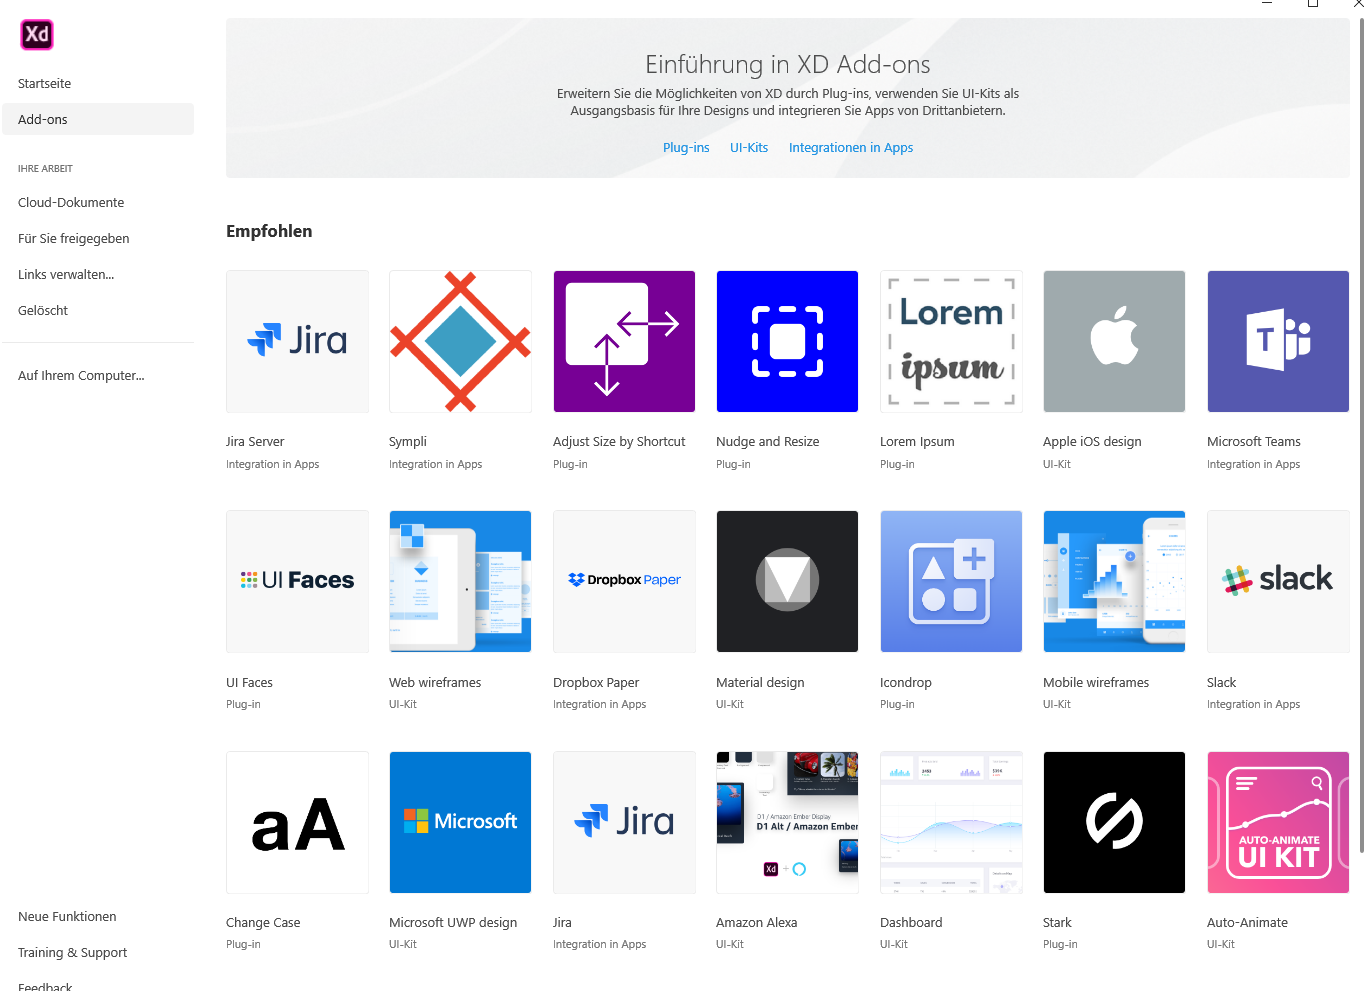 Xd
Startseite
Add-ons
IHRE ARBEIT
Cloud-Dokumente
Für Sie freigegeben
Links verwalten...
Gelöscht
Auf Ihrem Computer...
Neue Funktionen
Training & Support
Feedback
Einführung in XD Add-ons
Erweitern Sie die Möglichkeiten von XD durch Plug-ins, verwenden Sie UI-Kits als
Ausgangsbasis für Ihre Designs und integrieren Sie Apps von Drittanbietern.
Plug-ins UI-Kits Integrationen in Apps
Empfohlen
Jira
Lorem
ipsum
T
Jira Server Sympli Adjust Size by Shortcut Nudge and Resize Lorem Ipsum Apple iOS design Microsoft Teams
Integration in Apps Integration in Apps Plug-in Plug-in Plug-in UI-Kit Integration in Apps
UI Faces Dropbox Paper slack
UI Faces Web wireframes Dropbox Paper Material design Icondrop Mobile wireframes Slack
Plug-in UI-Kit Integration in Apps UI-Kit Plug-in UI-Kit Integration in Apps
aA
Microsoft
Jira
D1 / Amazon Ember Display
D1 Alt / Amazon Ember
Xd +
AUTO-ANIMATE
UI KIT
Change Case Microsoft UWP design Jira Amazon Alexa Dashboard Stark Auto-Animate
Plug-in UI-Kit Integration in Apps UI-Kit UI-Kit Plug-in UI-Kit